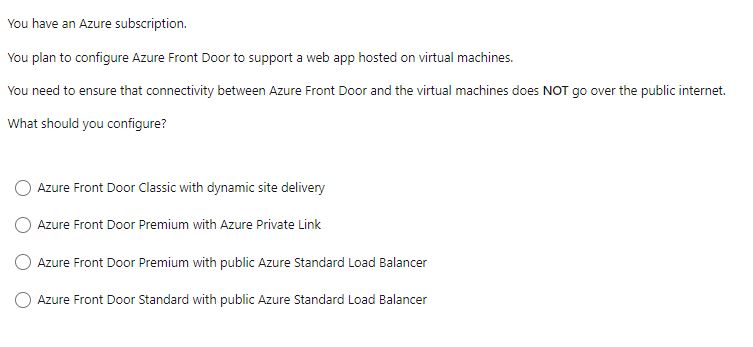 You have an Azure subscription.
You plan to configure Azure Front Door to support a web app hosted on virtual machines.
You need to ensure that connectivity between Azure Front Door and the virtual machines does NOT go over the public internet.
What should you configure?
Azure Front Door Classic with dynamic site delivery
Azure Front Door Premium with Azure Private Link
Azure Front Door Premium with public Azure Standard Load Balancer
Azure Front Door Standard with public Azure Standard Load Balancer